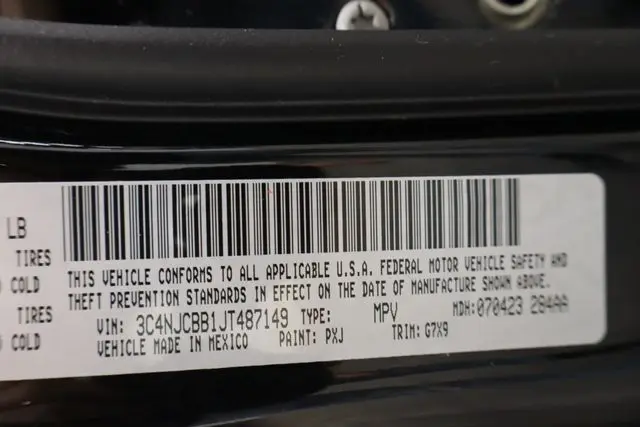 LB
TIRES
COLD
THIS VEHICLE CONFORMS TO ALL APPLICABLE U.S.A. FEDERAL MOTOR VEHICLE SAFETY AND
THEFT PREVENTION STANDARDS IN EFFECT ON THE DATE OF MANUFACTURE SHOWN ABOVE.
TIRES
VIN: 3C4NJCBB1JT487149 TYPE: MPV MDH:070423 284AA
COLD
VEHICLE MADE IN MEXICO PAINT: PXJ TRIM: G7X9